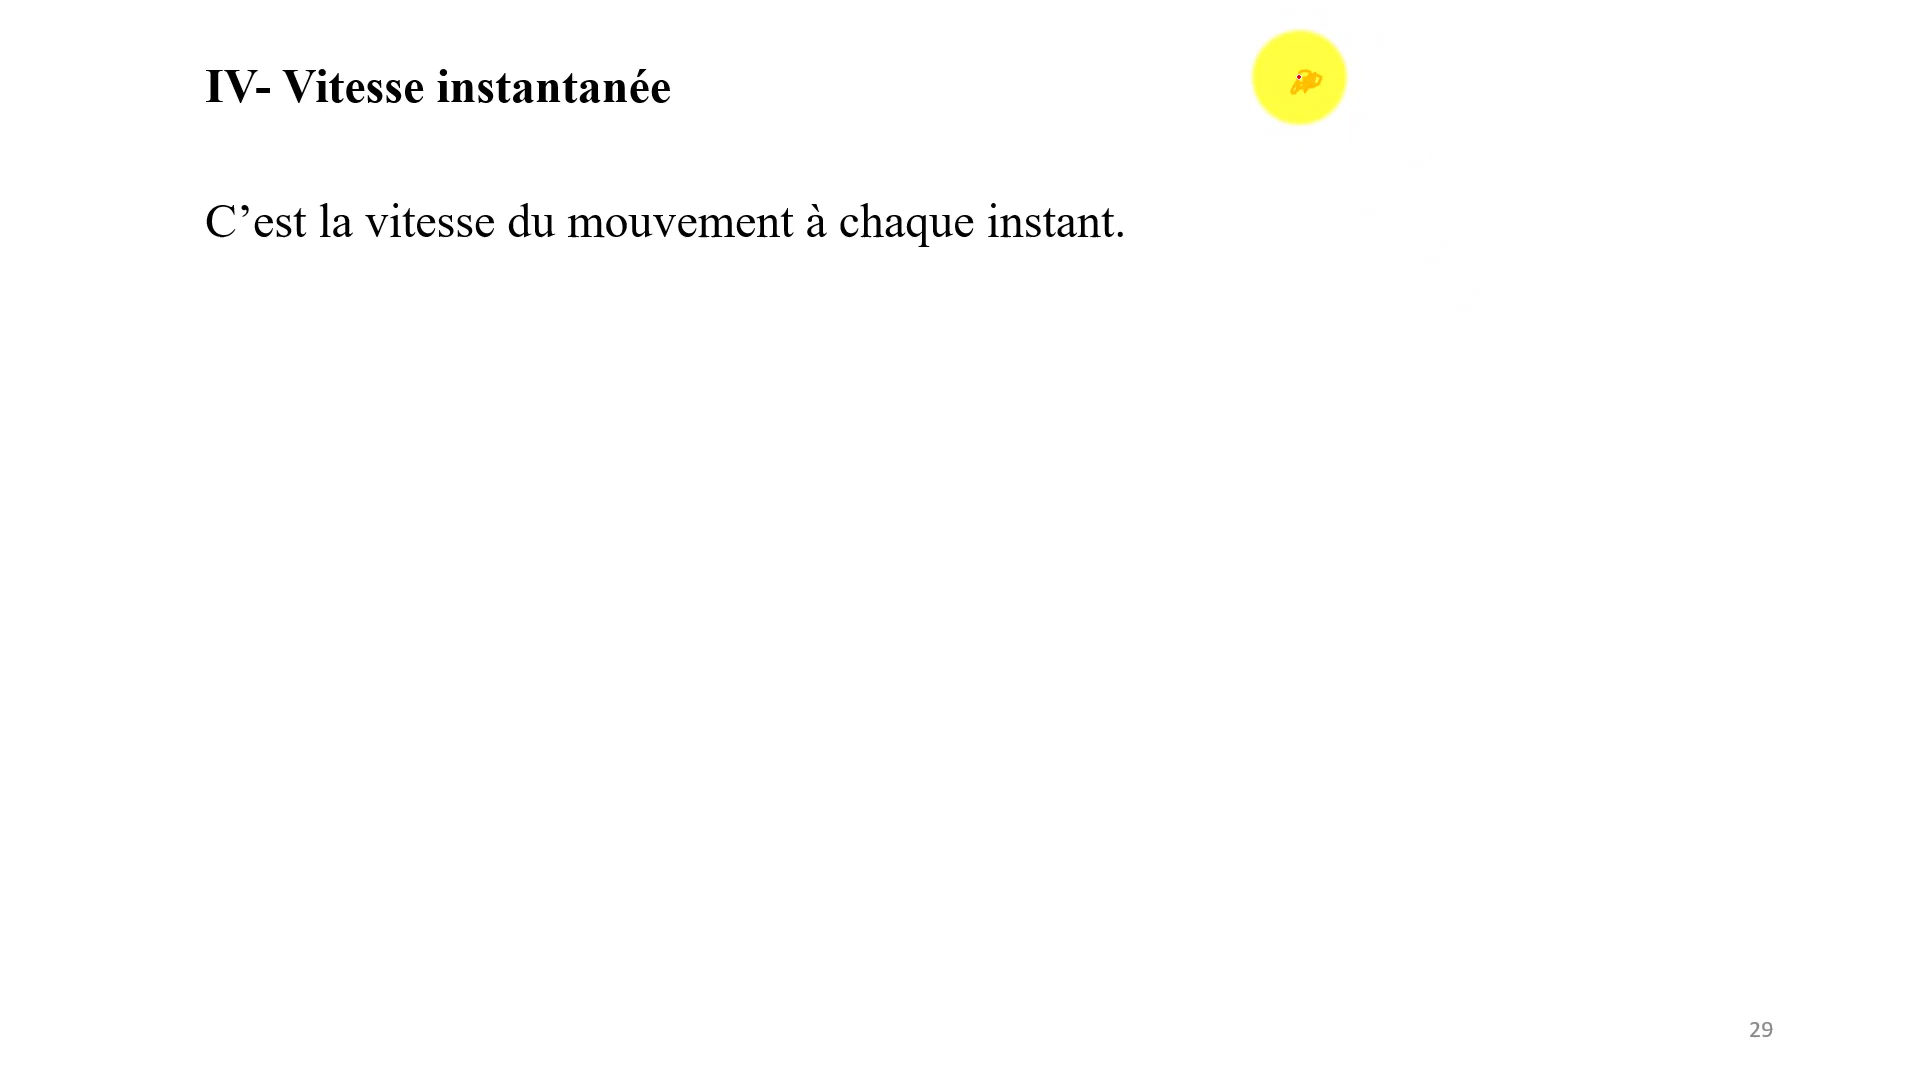 IV- Vitesse instantanée
C’est la vitesse du mouvement à chaque instant.
29